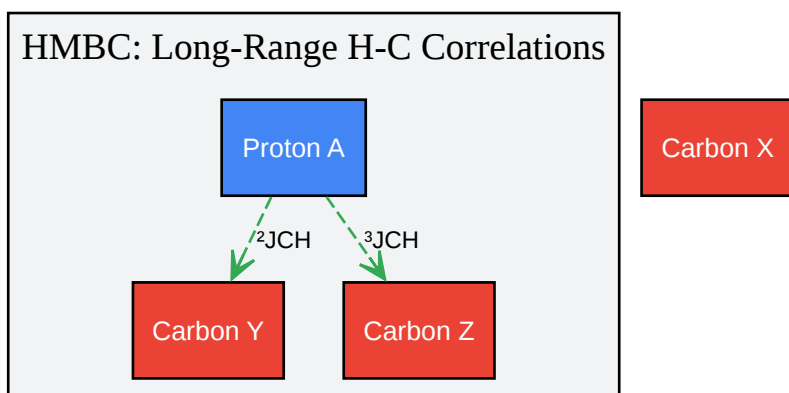 HMBC: Long-Range H-C Correlations
Proton A
Carbon X
²JCH
³JCH
Carbon Y
Carbon Z